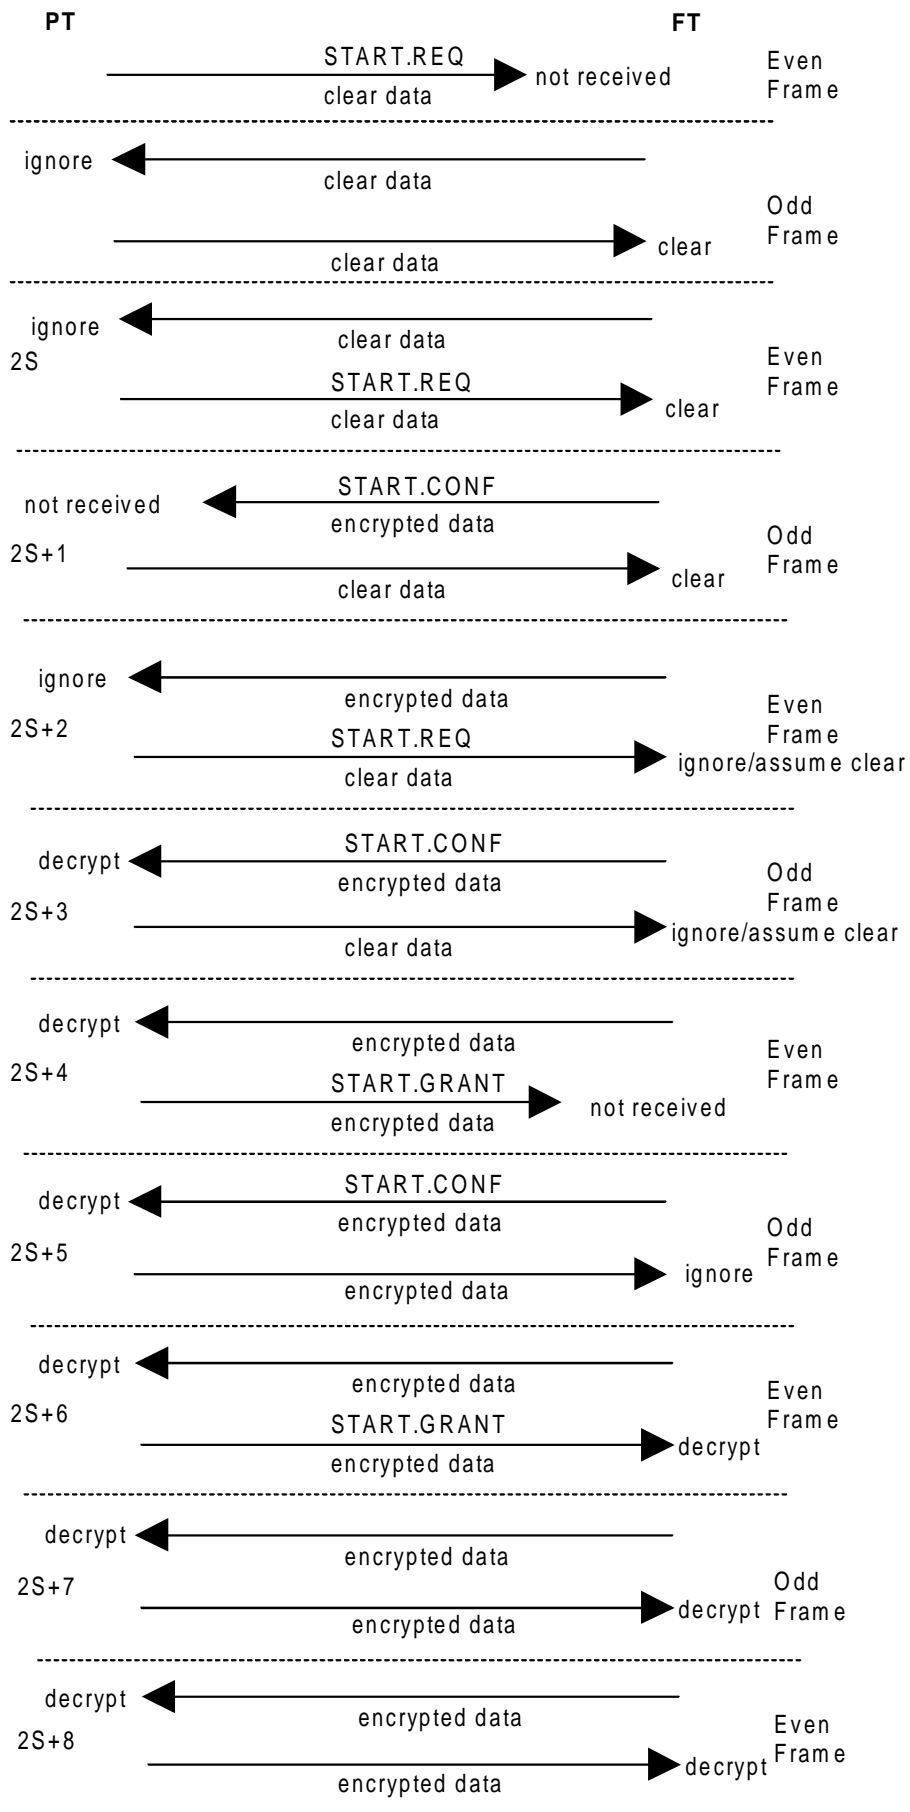 PT
FT
START.REQ
clear data
not received
Even
Frame
ignore
clear data
Odd
Frame
clear data
clear
ignore
clear data
2S
Even
Frame
START.REQ
clear data
clear
START.CONF
not received
encrypted data
2S+1
Odd
Frame
clear data
clear
ignore
encrypted data
2S+2
Even
Frame
START.REQ
clear data
ignore/assume clear
START.CONF
decrypt
encrypted data
2S+3
Odd
Frame
clear data
ignore/assume clear
decrypt
encrypted data
2S+4
Even
Frame
START.GRANT
encrypted data
not received
START.CONF
decrypt
encrypted data
2S+5
Odd
Frame
encrypted data
ignore
decrypt
encrypted data
2S+6
Even
Frame
START.GRANT
encrypted data
decrypt
decrypt
encrypted data
2S+7
Odd
Frame
encrypted data
decrypt
decrypt
encrypted data
2S+8
Even
Frame
encrypted data
decrypt